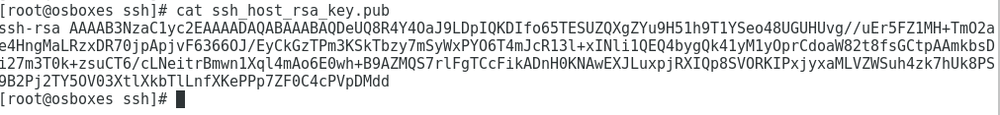 [root@osboxes ssh]# cat ssh_host_rsa_key.pub
ssh-rsa AAAAB3NzaC1yc2EAAAADAQABAAABAQDeUQ8R4Y4OaJ9LDpIQKDIfo65TESUZQXgZYu9H51h9T1YSeo48UGUHUvg//uEr5FZ1MH+TmO2a
e4HngMaLRzxDR70jpApjvF6366OJ/EyCkGzTPm3KSkTbzy7mSyWxPYO6T4mJcR13l+xINli1QEQ4bygQk41yM1yOprCdoaW82t8fsGCtpAAmkbsD
i27m3T0k+zsuCT6/cLNeitrBmwn1Xql4mAo6E0wh+B9AZMQS7rlFgTCcFikADnH0KNAwEXJLuxpjRXIQp8SVORKIPxjyxaMLVZWSuh4zk7hUk8PS
9B2Pj2TY5OV03XtlXkbTlLnfXKePPp7ZF0C4cPVpDMdd
[root@osboxes ssh]#